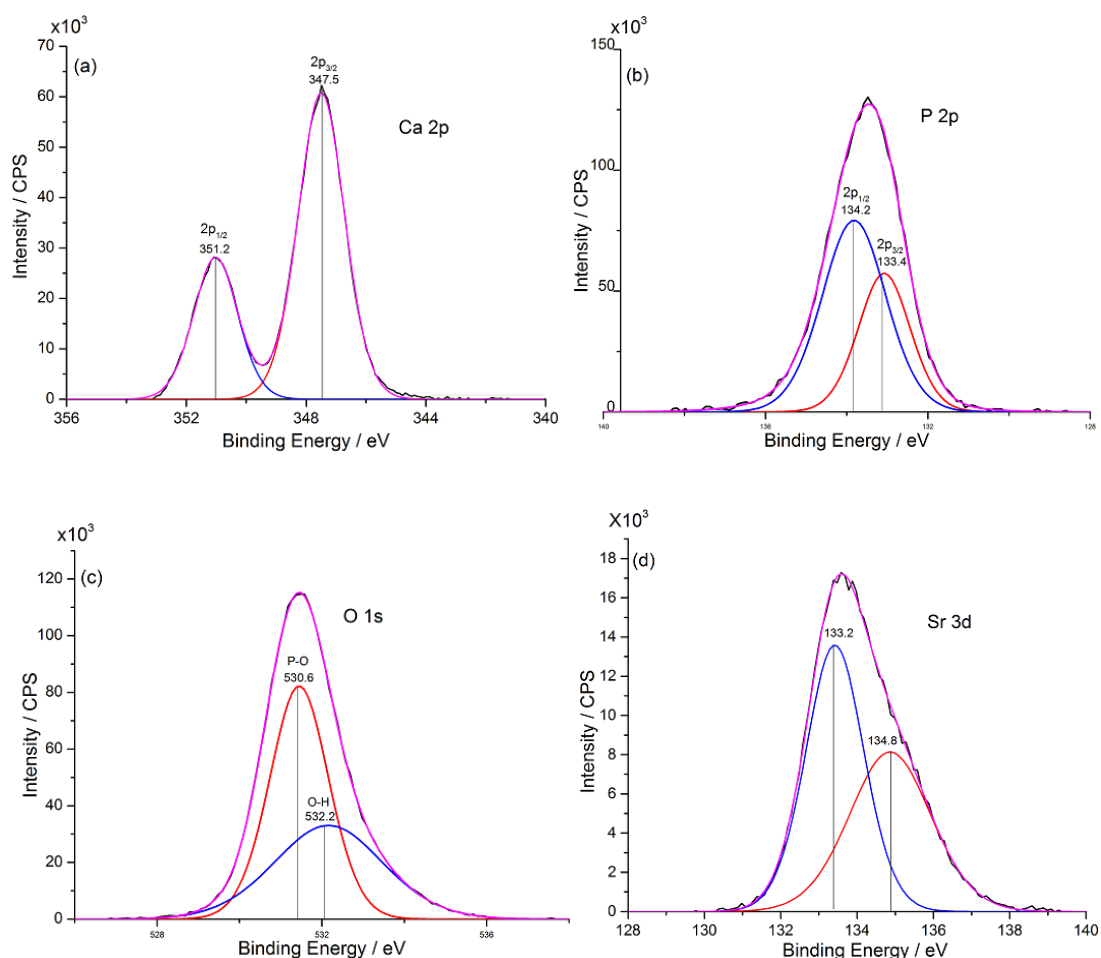 x10³
(a)
2p₃/₂
347.5
Ca 2p
2p₁/₂
351.2
Intensity / CPS
70
60
50
40
30
20
10
0
356
352
348
344
340
Binding Energy / eV
x10³
(b)
P 2p
2p₁/₂
134.2
2p₃/₂
133.4
Intensity / CPS
150
100
50
0
140
136
132
128
Binding Energy / eV
x10³
(c)
O 1s
P-O
530.6
O-H
532.2
Intensity / CPS
120
100
80
60
40
20
0
528
532
536
Binding Energy / eV
X10³
(d)
Sr 3d
133.2
134.8
Intensity / CPS
18
16
14
12
10
8
6
4
2
0
128
130
132
134
136
138
140
Binding Energy / eV